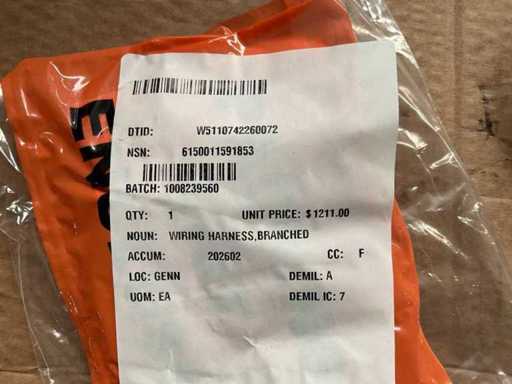 DTID: W5110742260072
NSN: 6150011591853
BATCH: 1008239560
QTY: 1 UNIT PRICE: $1211.00
NOUN: WIRING HARNESS,BRANCHED
ACCUM: 202602 CC: F
LOC: GENN DEMIL: A
UOM: EA DEMIL IC: 7